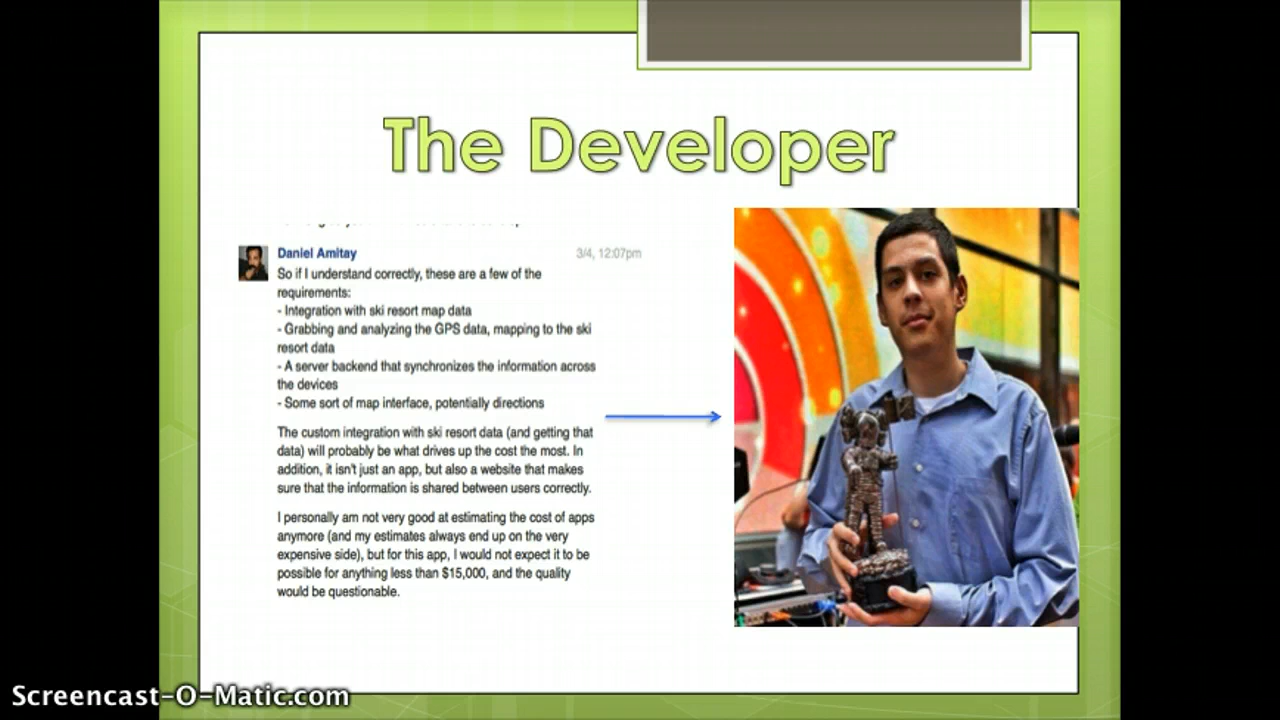 The Developer
Daniel Amitay
3/4, 12:07pm
So if I understand correctly, these are a few of the
requirements:
- Integration with ski resort map data
- Grabbing and analyzing the GPS data, mapping to the ski
resort data
- A server backend that synchronizes the information across
the devices
- Some sort of map interface, potentially directions
The custom integration with ski resort data (and getting that
data) will probably be what drives up the cost the most. In
addition, it isn't just an app, but also a website that makes
sure that the information is shared between users correctly.
I personally am not very good at estimating the cost of apps
anymore (and my estimates always end up on the very
expensive side), but for this app, I would not expect it to be
possible for anything less than $15,000, and the quality
would be questionable.
Screencast-O-Matic.com